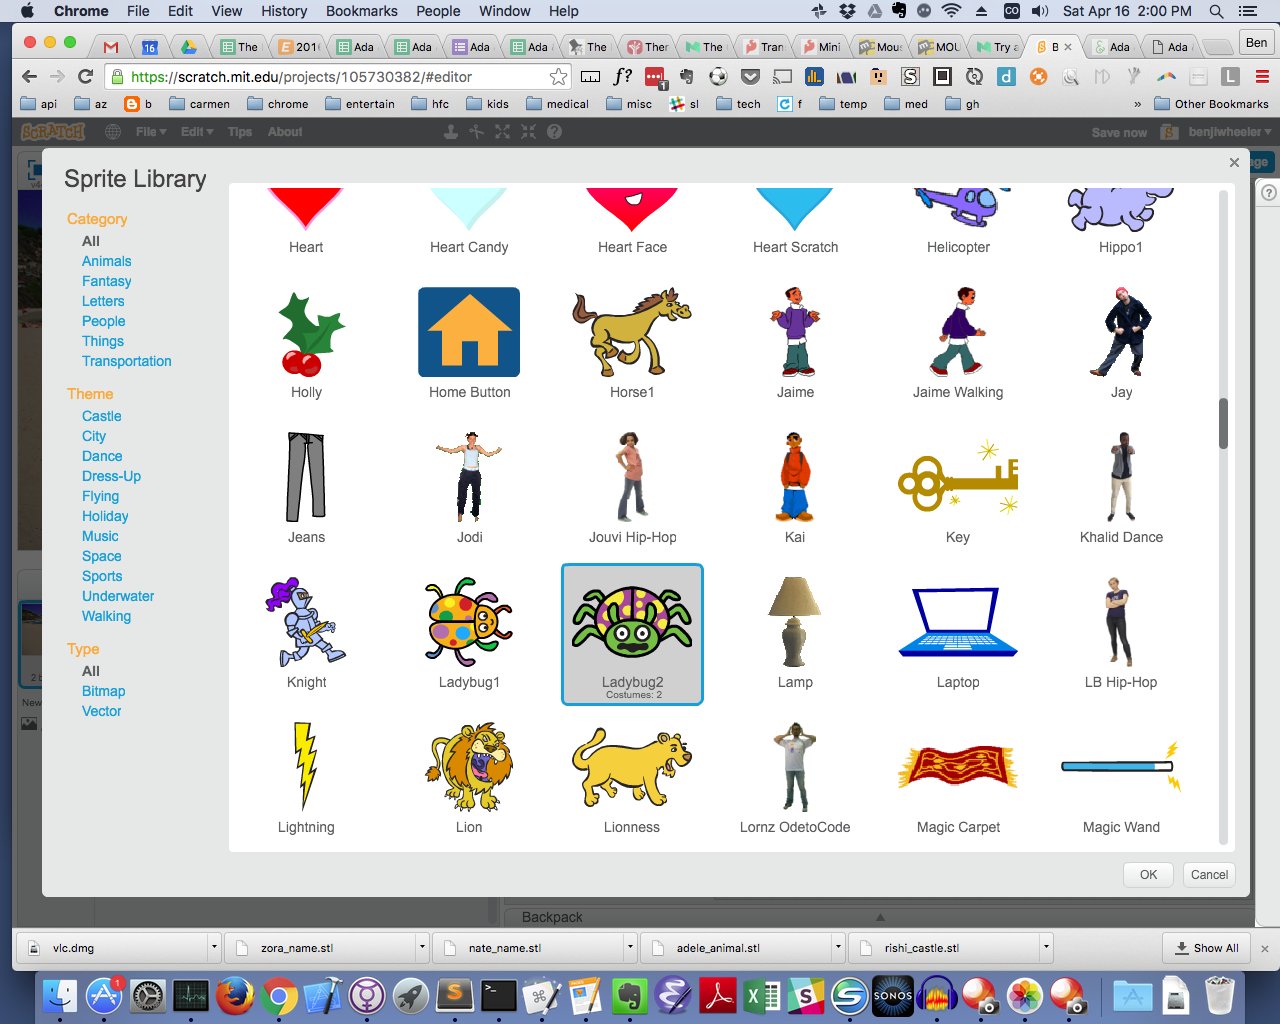 Chrome File Edit View History Bookmarks People Window Help Sat Apr 16 2:00 PM
The 201 Ada Ada Ada Ada The Ther The Tran Mini Mous MOU Try a B Ada Ada Ben
https://scratch.mit.edu/projects/105730382/#editor
api az b carmen chrome entertain hfc kids medical misc sl tech f temp med gh » Other Bookmarks
SCRATCH File Edit Tips About Save now benjiwheeler
Sprite Library
Category
All
Animals
Fantasy
Letters
People
Things
Transportation
Theme
Castle
City
Dance
Dress-Up
Flying
Holiday
Music
Space
Sports
Underwater
Walking
Type
All
Bitmap
Vector
Heart Heart Candy Heart Face Heart Scratch Helicopter Hippo1
Holly Home Button Horse1 Jaime Jaime Walking Jay
Jeans Jodi Jouvi Hip-Hop Kai Key Khalid Dance
Knight Ladybug1 Ladybug2 Lamp Laptop LB Hip-Hop
Costumes: 2
Lightning Lion Lionness Lornz OdetoCode Magic Carpet Magic Wand
OK Cancel
New
Backpack
vlc.dmg zora_name.stl nate_name.stl adele_animal.stl rishi_castle.stl Show All
SONOS